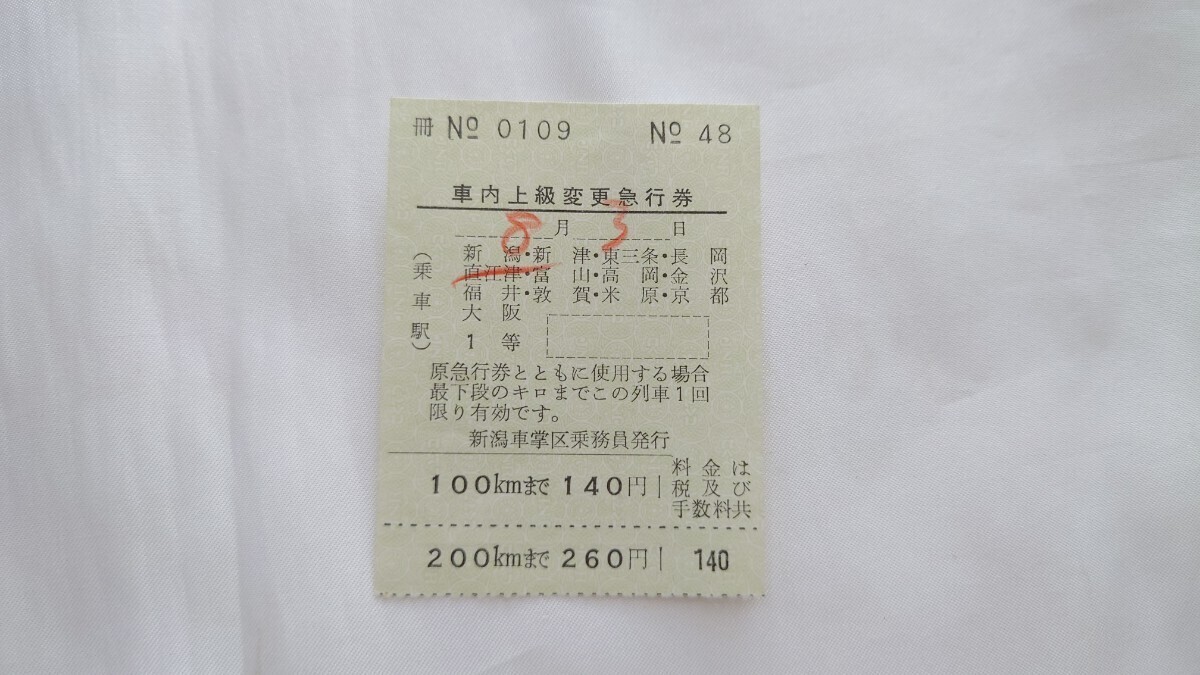 冊 № 0109 № 48
車内上級変更急行券
8月3日
(乗車駅)
新潟・新津・東三条・長岡
直江津・富山・高岡・金沢
福井・敦賀・米原・京都
大阪
1等
原急行券とともに使用する場合
最下段のキロまでこの列車1回
限り有効です。
新潟車掌区乗務員発行
100kmまで 140円
料金は
税及び
手数料共
200kmまで 260円 140